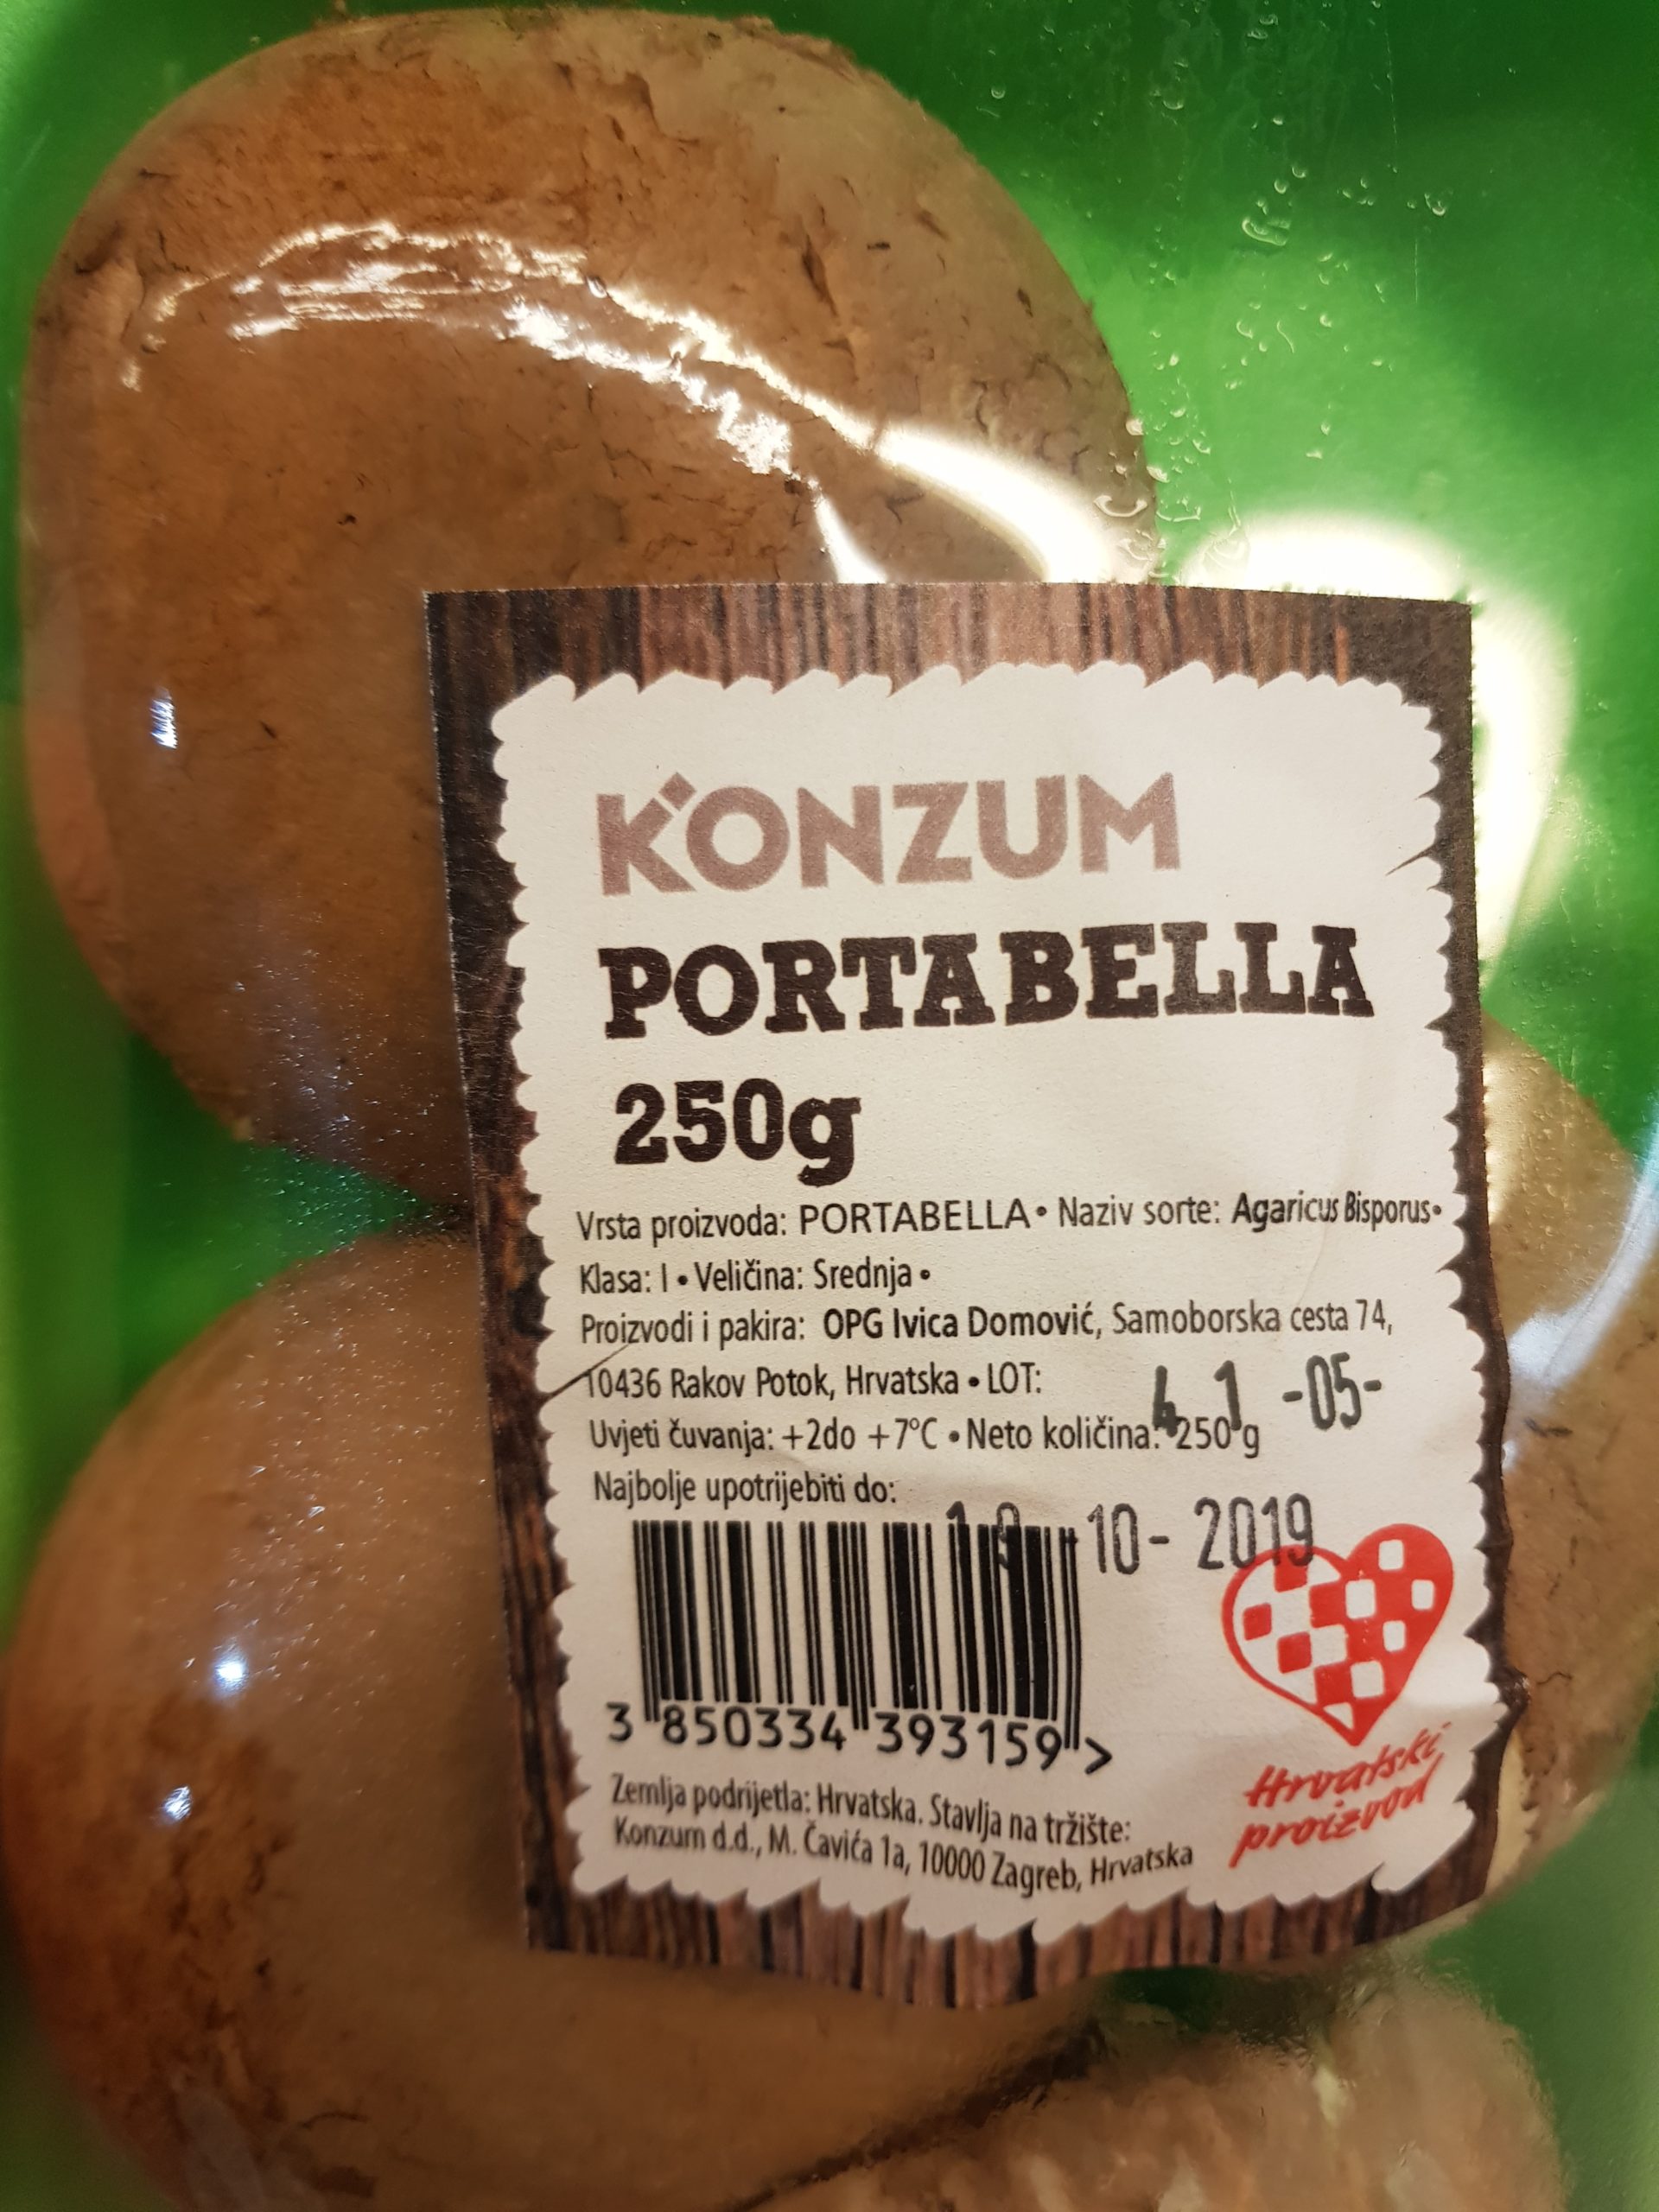 KONZUM
PORTABELLA
250g
Vrsta proizvoda: PORTABELLA • Naziv sorte: Agaricus Bisporus •
Klasa: I • Veličina: Srednja •
Proizvodi i pakira: OPG Ivica Domović, Samoborska cesta 74,
10436 Rakov Potok, Hrvatska • LOT: 41 -05-
Uvjeti čuvanja: +2do +7°C • Neto količina: 250 g
Najbolje upotrijebiti do:
10- 2019
3 850334 393159 >
Hrvatski
proizvod
Zemlja podrijetla: Hrvatska. Stavlja na tržište:
Konzum d.d., M. Čavića 1a, 10000 Zagreb, Hrvatska